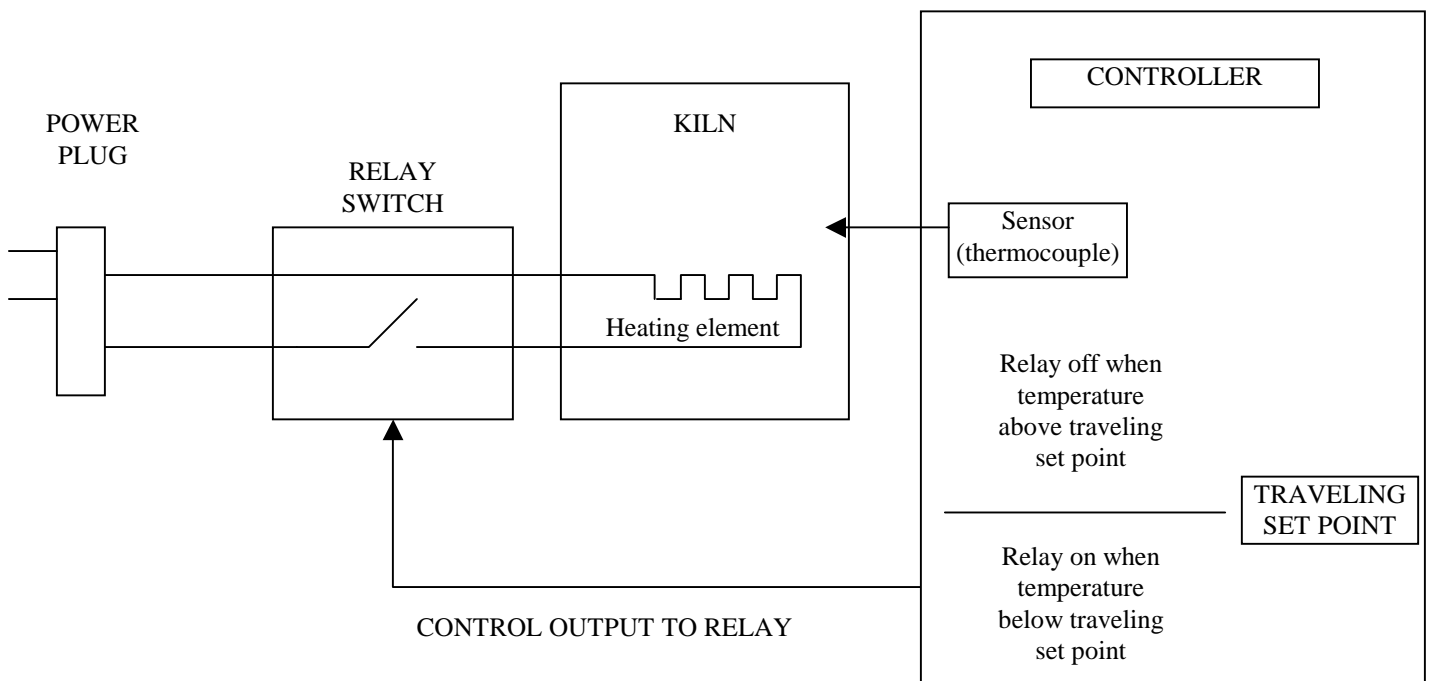 POWER
PLUG
RELAY
SWITCH
KILN
Heating element
CONTROLLER
Sensor
(thermocouple)
Relay off when
temperature
above traveling
set point
TRAVELING
SET POINT
Relay on when
temperature
below traveling
set point
CONTROL OUTPUT TO RELAY